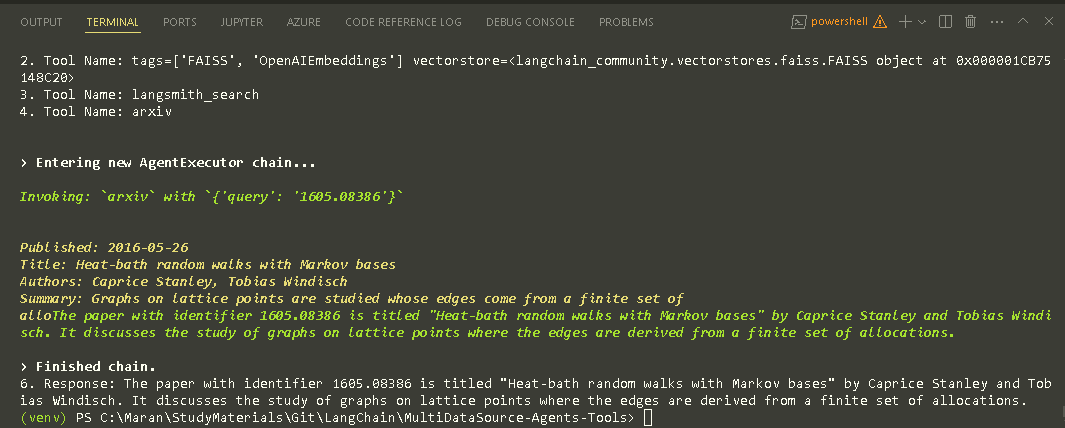 OUTPUT TERMINAL PORTS JUPYTER AZURE CODE REFERENCE LOG DEBUG CONSOLE PROBLEMS powershell
2. Tool Name: tags=['FAISS', 'OpenAIEmbeddings'] vectorstore=<langchain_community.vectorstores.faiss.FAISS object at 0x000001CB75
148C20>
3. Tool Name: langsmith_search
4. Tool Name: arxiv
> Entering new AgentExecutor chain...
Invoking: `arxiv` with `{'query': '1605.08386'}`
Published: 2016-05-26
Title: Heat-bath random walks with Markov bases
Authors: Caprice Stanley, Tobias Windisch
Summary: Graphs on lattice points are studied whose edges come from a finite set of
alloThe paper with identifier 1605.08386 is titled "Heat-bath random walks with Markov bases" by Caprice Stanley and Tobias Windi
sch. It discusses the study of graphs on lattice points where the edges are derived from a finite set of allocations.
> Finished chain.
6. Response: The paper with identifier 1605.08386 is titled "Heat-bath random walks with Markov bases" by Caprice Stanley and Tob
ias Windisch. It discusses the study of graphs on lattice points where the edges are derived from a finite set of allocations.
(venv) PS C:\Maran\StudyMaterials\Git\LangChain\MultiDataSource-Agents-Tools>